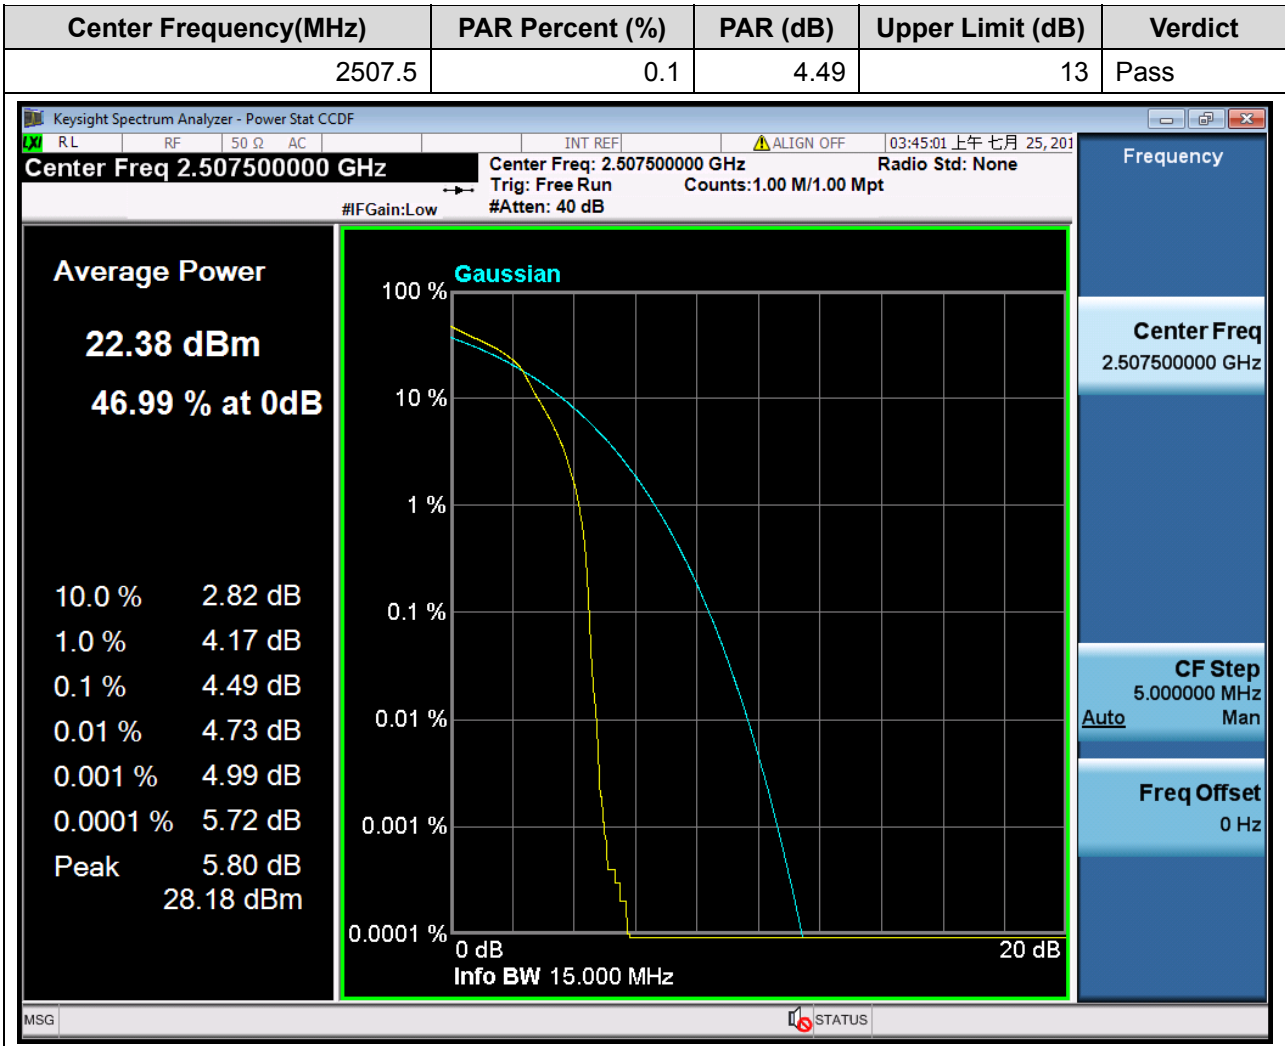 Center Frequency(MHz) PAR Percent (%) PAR (dB) Upper Limit (dB) Verdict
2507.5 0.1 4.49 13 Pass
Keysight Spectrum Analyzer - Power Stat CCDF
LXI RL RF 50 Ω AC INT REF ALIGN OFF 03:45:01 上午 七月 25, 201
Center Freq 2.507500000 GHz
#IFGain:Low
Center Freq: 2.507500000 GHz Radio Std: None
Trig: Free Run Counts:1.00 M/1.00 Mpt
#Atten: 40 dB
Average Power
22.38 dBm
46.99 % at 0dB
10.0 % 2.82 dB
1.0 % 4.17 dB
0.1 % 4.49 dB
0.01 % 4.73 dB
0.001 % 4.99 dB
0.0001 % 5.72 dB
Peak 5.80 dB
28.18 dBm
Gaussian
100 %
10 %
1 %
0.1 %
0.01 %
0.001 %
0.0001 %
0 dB 20 dB
Info BW 15.000 MHz
Frequency
Center Freq
2.507500000 GHz
CF Step
5.000000 MHz
Auto Man
Freq Offset
0 Hz
MSG STATUS